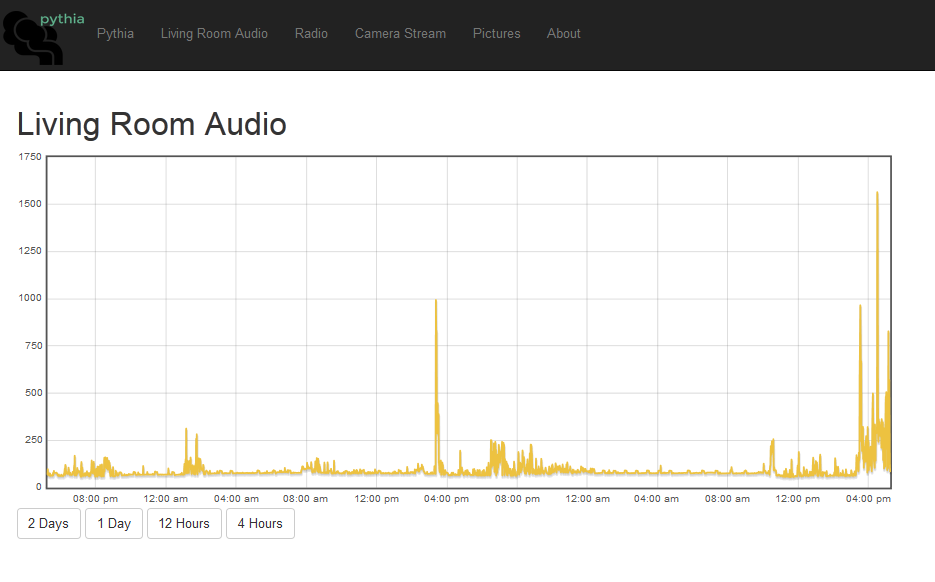 pythia
Pythia Living Room Audio Radio Camera Stream Pictures About
Living Room Audio
1750
1500
1250
1000
750
500
250
0
08:00 pm 12:00 am 04:00 am 08:00 am 12:00 pm 04:00 pm 08:00 pm 12:00 am 04:00 am 08:00 am 12:00 pm 04:00 pm
2 Days 1 Day 12 Hours 4 Hours